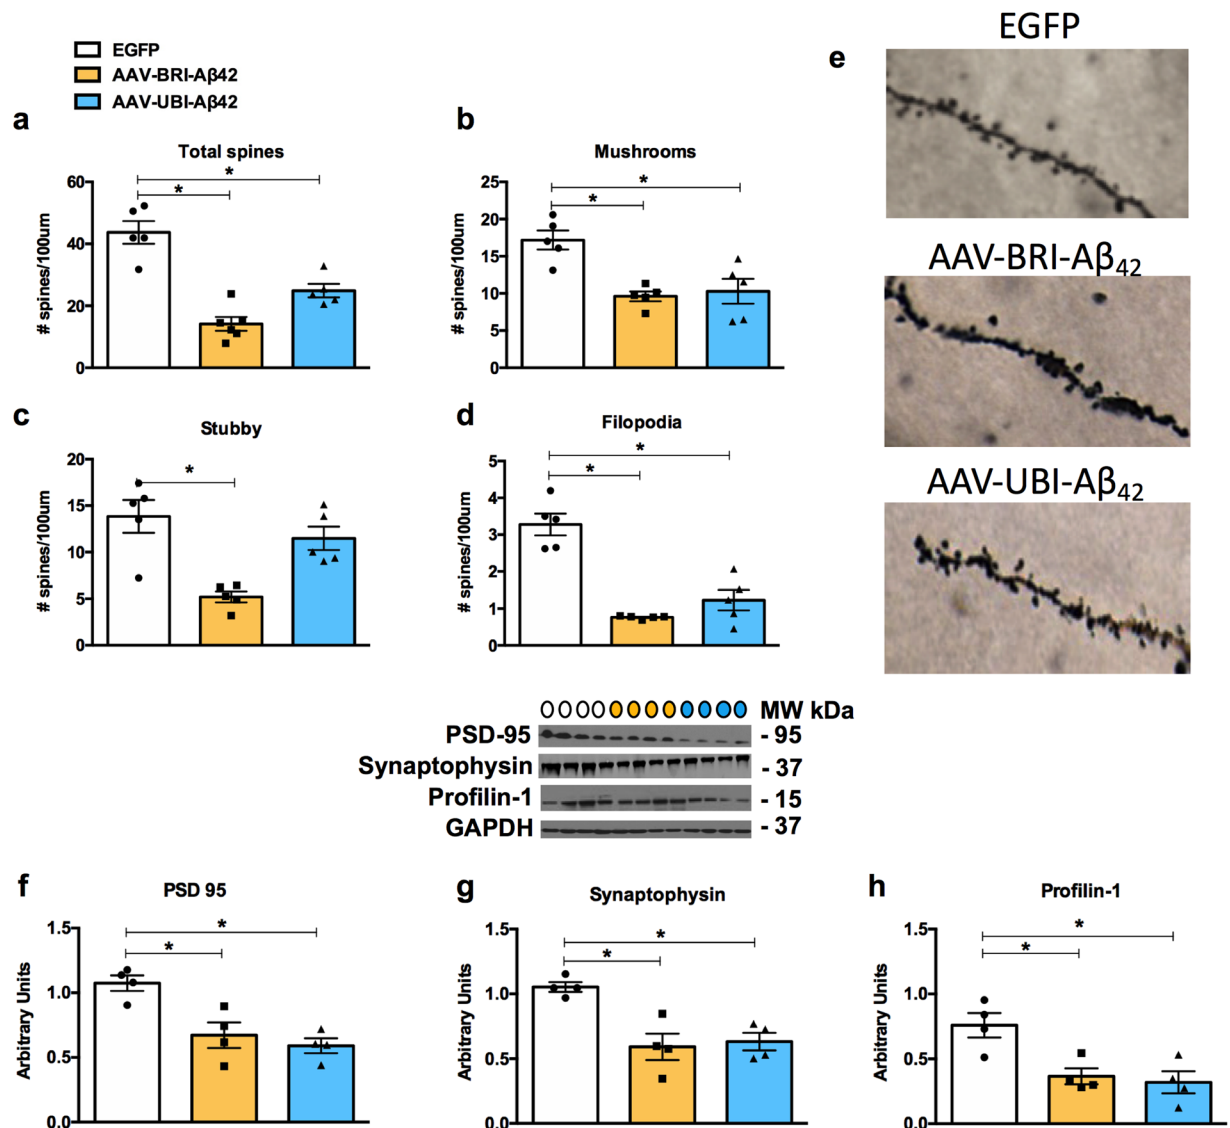 EGFP
AAV-BRI-Aβ42
AAV-UBI-Aβ42
a
Total spines
# spines/100um
60
40
20
0
*
*
b
Mushrooms
# spines/100um
25
20
15
10
5
0
*
*
c
Stubby
# spines/100um
20
15
10
5
0
*
d
Filopodia
# spines/100um
5
4
3
2
1
0
*
*
e
EGFP
AAV-BRI-Aβ42
AAV-UBI-Aβ42
MW kDa
PSD-95 - 95
Synaptophysin - 37
Profilin-1 - 15
GAPDH - 37
f
PSD 95
Arbitrary Units
1.5
1.0
0.5
0.0
*
*
g
Synaptophysin
Arbitrary Units
1.5
1.0
0.5
0.0
*
*
h
Profilin-1
Arbitrary Units
1.5
1.0
0.5
0.0
*
*